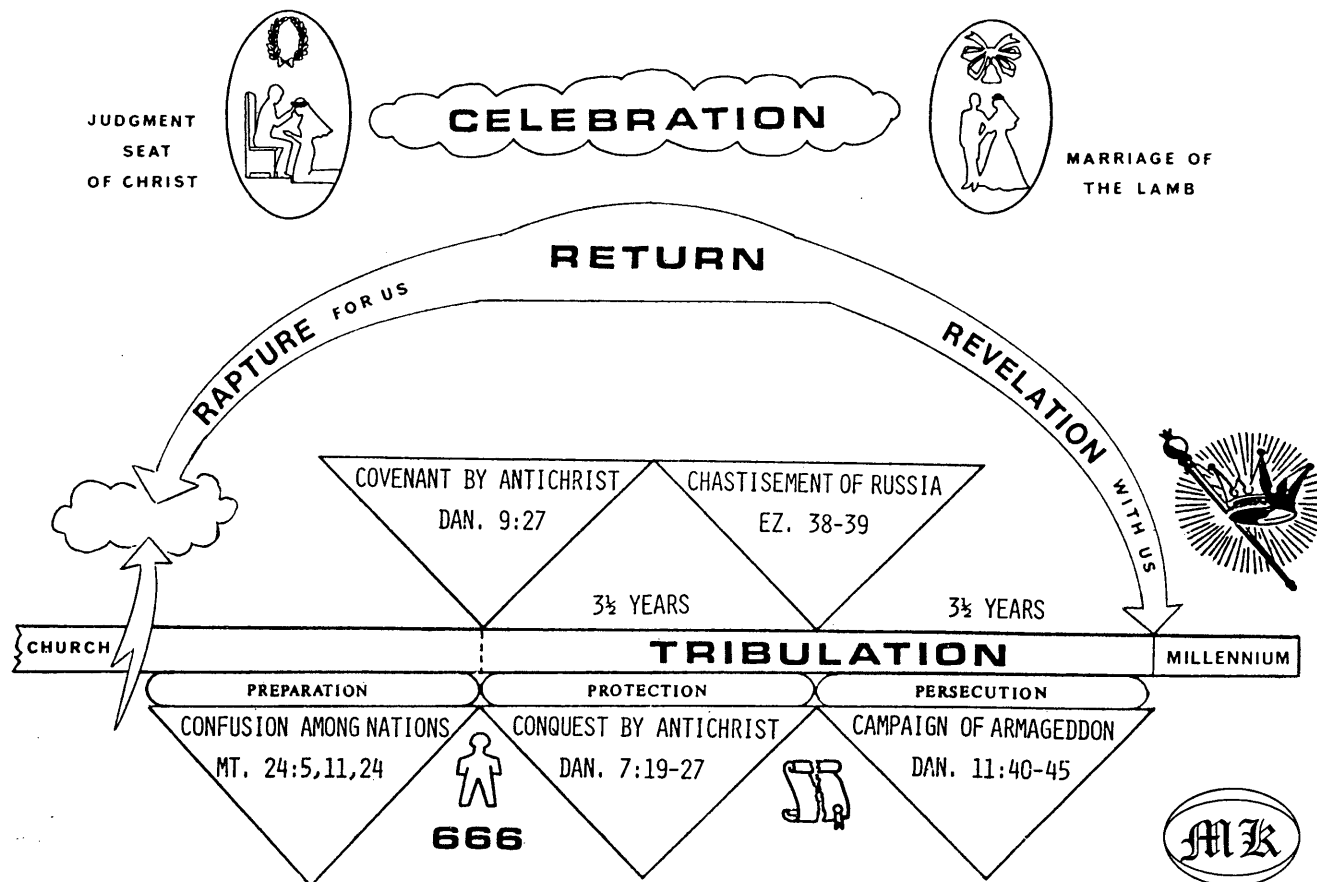 JUDGMENT
SEAT
OF CHRIST
CELEBRATION
MARRIAGE OF
THE LAMB
RETURN
RAPTURE FOR US
REVELATION WITH US
COVENANT BY ANTICHRIST
DAN. 9:27
CHASTISEMENT OF RUSSIA
EZ. 38-39
3½ YEARS
3½ YEARS
CHURCH
TRIBULATION
MILLENNIUM
PREPARATION
PROTECTION
PERSECUTION
CONFUSION AMONG NATIONS
MT. 24:5,11,24
CONQUEST BY ANTICHRIST
DAN. 7:19-27
CAMPAIGN OF ARMAGEDDON
DAN. 11:40-45
666
MK